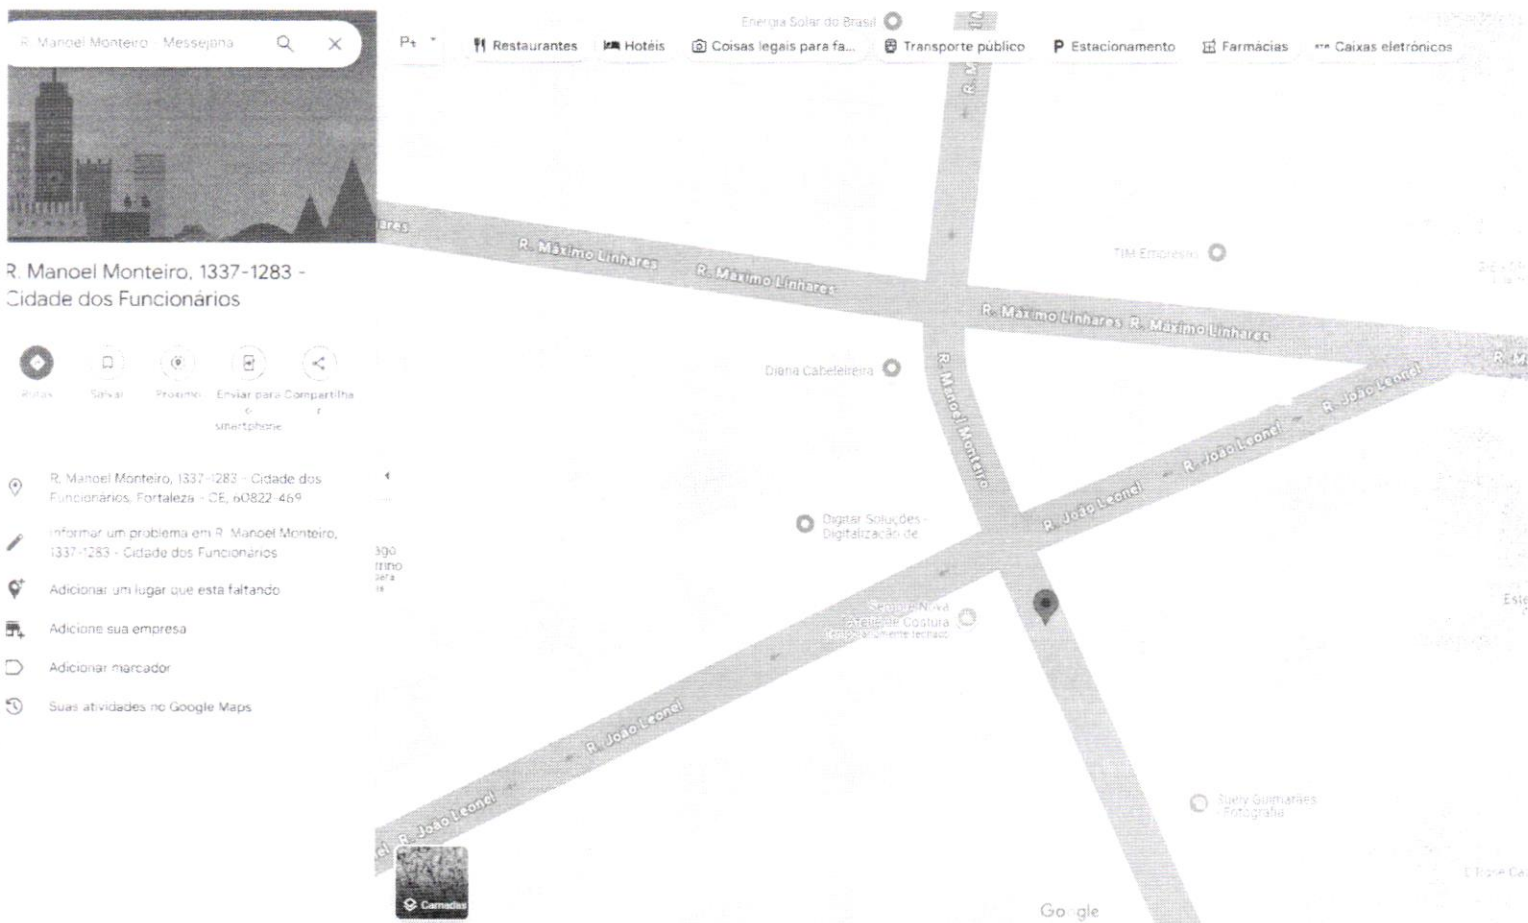 R. Manoel Monteiro - Messejana
Restaurantes
Hotéis
Coisas legais para fa...
Transporte público
Estacionamento
Farmácias
Caixas eletrônicos
R. Manoel Monteiro, 1337-1283 -
Cidade dos Funcionários
Rotas
Salvar
Próximo
Enviar para
o
smartphone
Compartilha
r
R. Manoel Monteiro, 1337-1283 - Cidade dos
Funcionários, Fortaleza - CE, 60822-469
Informar um problema em R. Manoel Monteiro,
1337-1283 - Cidade dos Funcionários
Adicionar um lugar que está faltando
Adicione sua empresa
Adicionar marcador
Suas atividades no Google Maps
Energia Solar do Brasil
ares
R. Máximo Linhares
R. Máximo Linhares
TIM Empresas
R. Máximo Linhares
R. Máximo Linhares
Diana Cabeleireira
R. Manoel Monteiro
R. João Leonel
R. João Leonel
R. João Leonel
Digitar Soluções -
Digitalização de
Ateliê de Costura
R. João Leonel
R. João Leonel
Suely Guimarães
- Fotografia
Camadas
Google